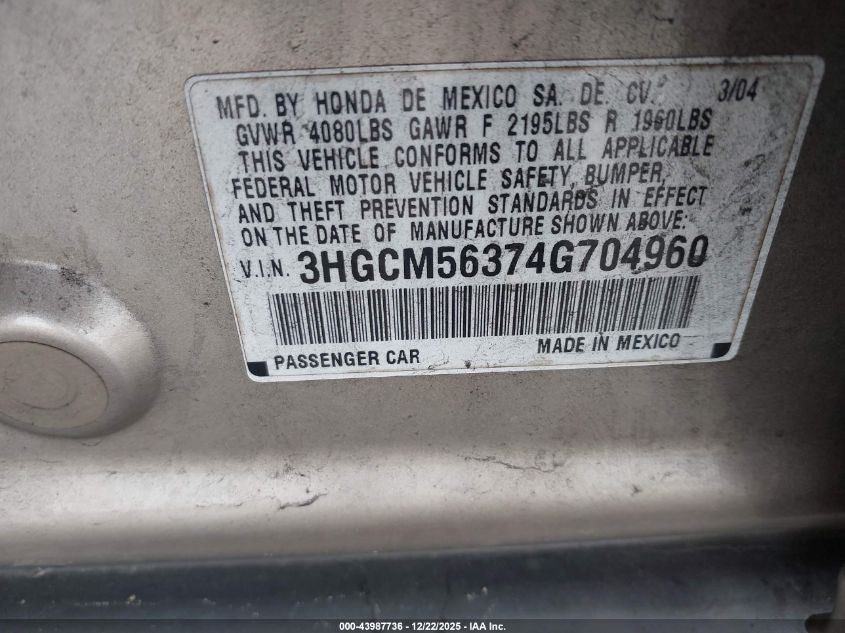 MFD. BY HONDA DE MEXICO SA. DE. CV. 3/04
GVWR 4080LBS GAWR F 2195LBS R 1960LBS
THIS VEHICLE CONFORMS TO ALL APPLICABLE
FEDERAL MOTOR VEHICLE SAFETY, BUMPER,
AND THEFT PREVENTION STANDARDS IN EFFECT
ON THE DATE OF MANUFACTURE SHOWN ABOVE:
V.I.N. 3HGCM56374G704960
PASSENGER CAR MADE IN MEXICO
000-43987736 - 12/22/2025 - IAA Inc.